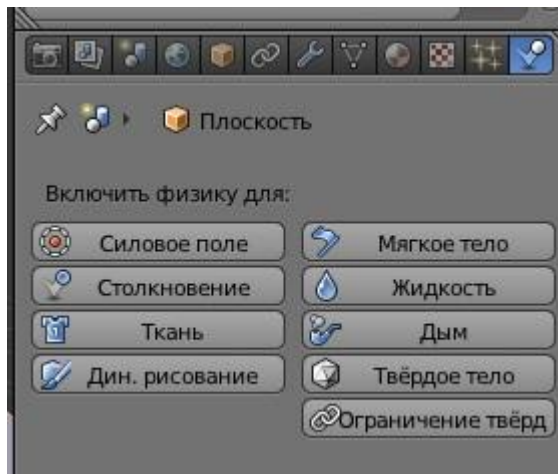 Плоскость
Включить физику для:
Силовое поле
Мягкое тело
Столкновение
Жидкость
Ткань
Дым
Дин. рисование
Твёрдое тело
Ограничение твёрд